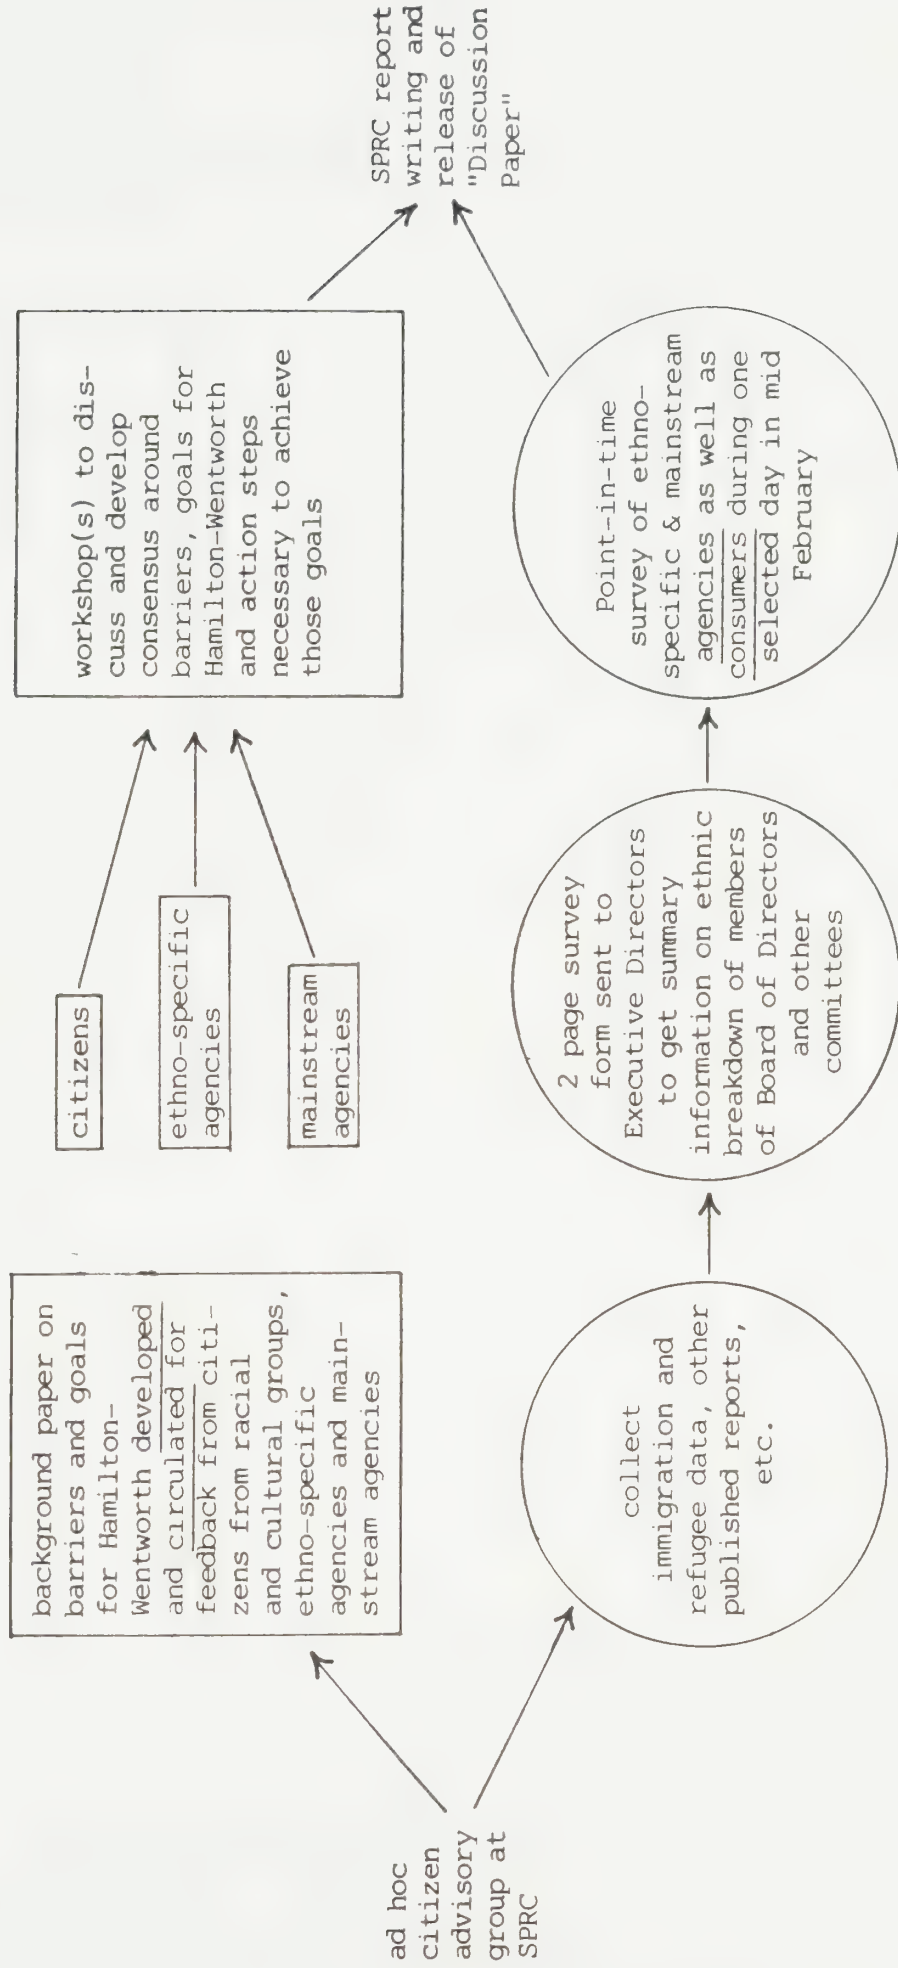 ad hoc
citizen
advisory
group at
SPRC
background paper on
barriers and goals
for Hamilton-
Wentworth developed
and circulated for
feedback from citi-
zens from racial
and cultural groups,
ethno-specific
agencies and main-
stream agencies
citizens
ethno-specific
agencies
mainstream
agencies
workshop(s) to dis-
cuss and develop
consensus around
barriers, goals for
Hamilton-Wentworth
and action steps
necessary to achieve
those goals
collect
immigration and
refugee data, other
published reports,
etc.
2 page survey
form sent to
Executive Directors
to get summary
information on ethnic
breakdown of members
of Board of Directors
and other
committees
Point-in-time
survey of ethno-
specific & mainstream
agencies as well as
consumers during one
selected day in mid
February
SPRC report
writing and
release of
"Discussion
Paper"